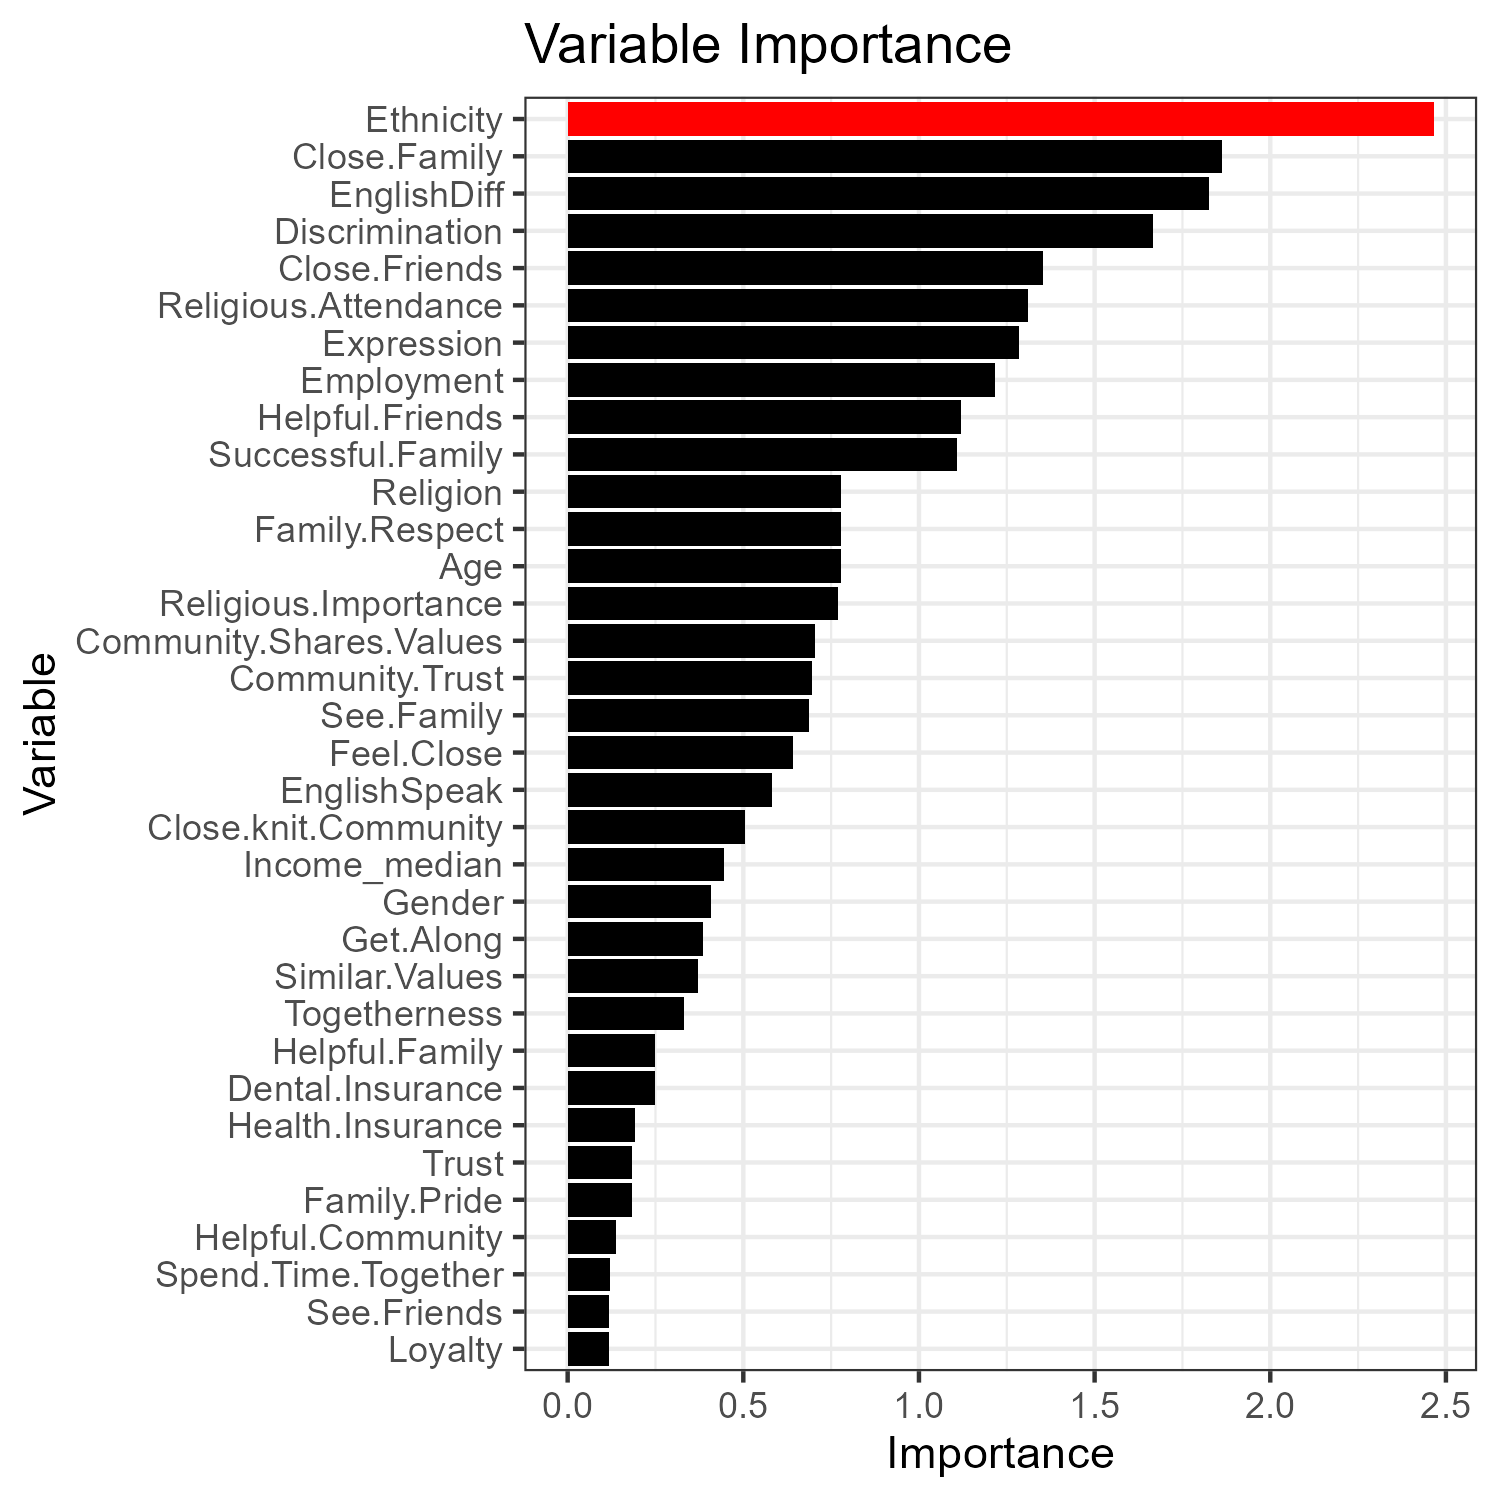 Variable Importance
Ethnicity
Close.Family
EnglishDiff
Discrimination
Close.Friends
Religious.Attendance
Expression
Employment
Helpful.Friends
Successful.Family
Religion
Family.Respect
Age
Religious.Importance
Community.Shares.Values
Community.Trust
See.Family
Feel.Close
EnglishSpeak
Close.knit.Community
Income_median
Gender
Get.Along
Similar.Values
Togetherness
Helpful.Family
Dental.Insurance
Health.Insurance
Trust
Family.Pride
Helpful.Community
Spend.Time.Together
See.Friends
Loyalty
Variable
0.0 0.5 1.0 1.5 2.0 2.5
Importance